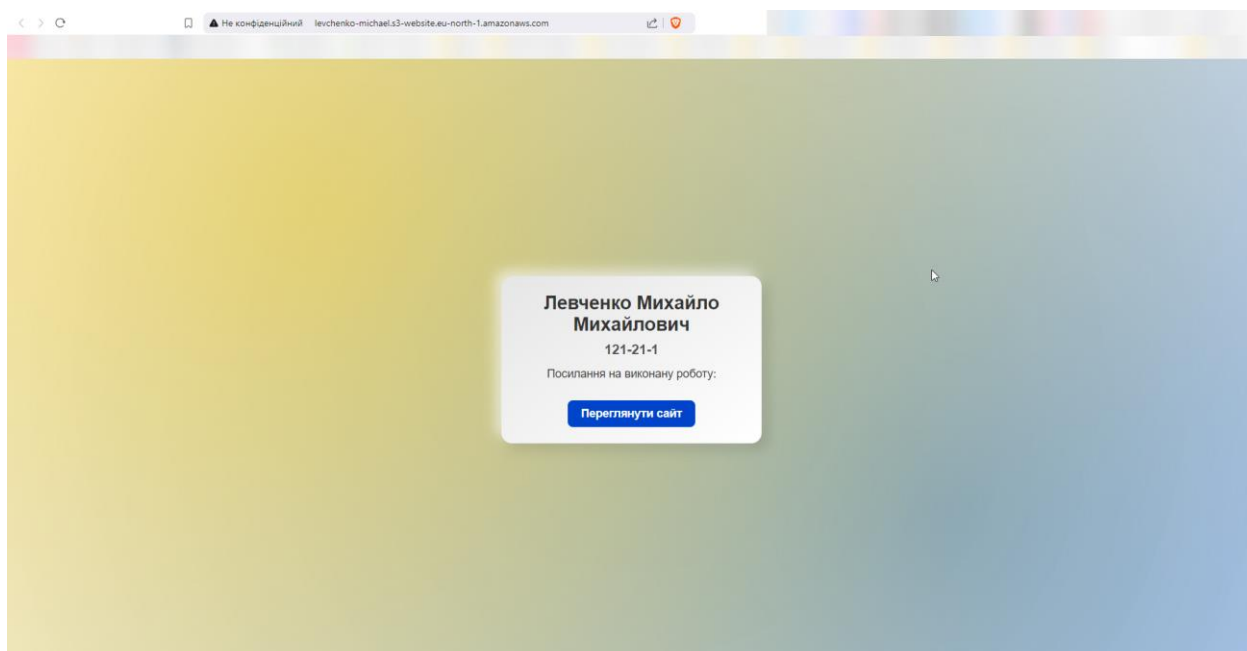 Не конфіденційний levchenko-michael.s3-website.eu-north-1.amazonaws.com
Левченко Михайло
Михайлович
121-21-1
Посилання на виконану роботу:
Переглянути сайт